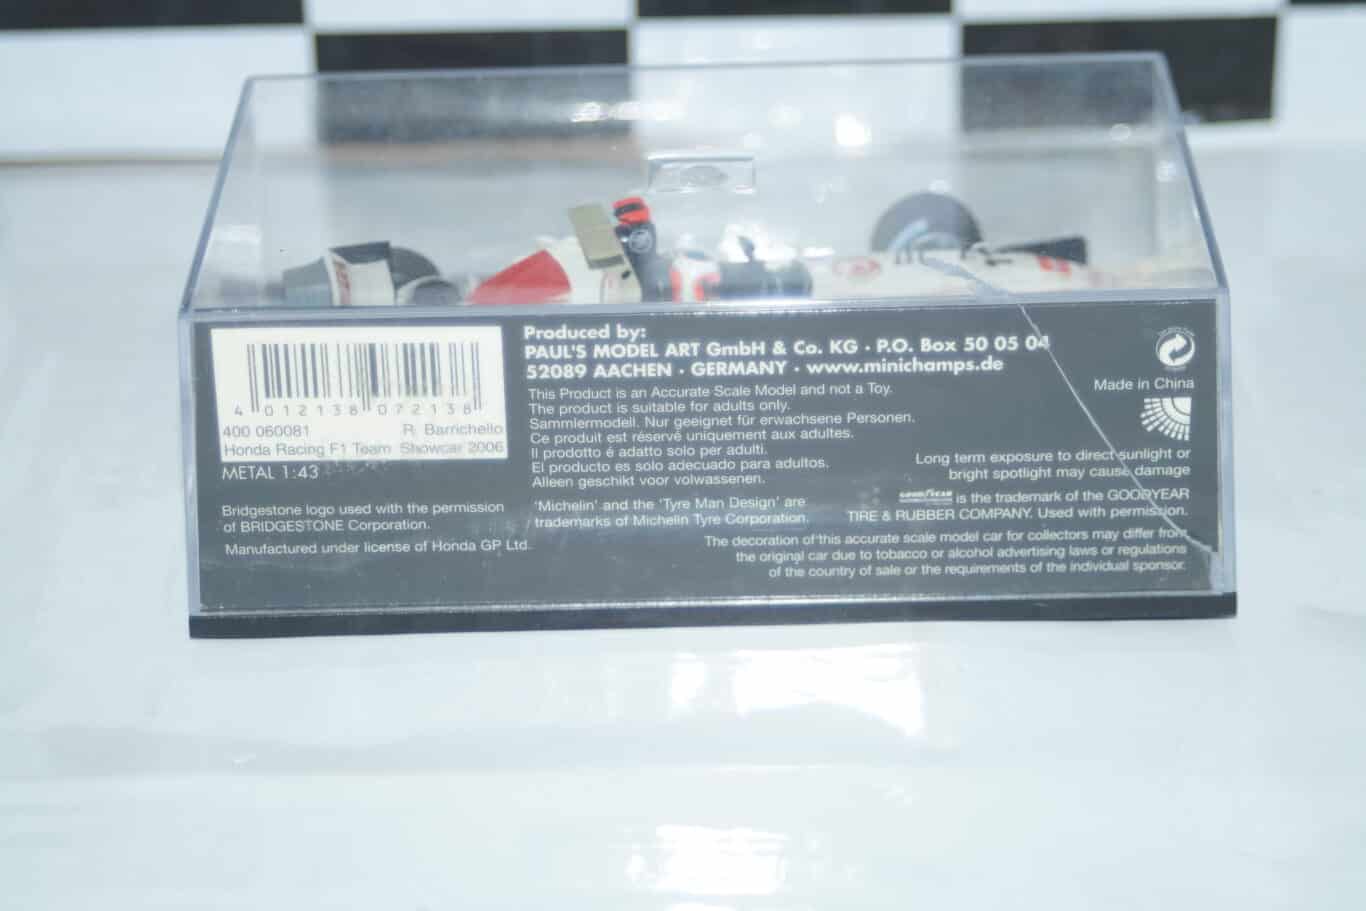 4 012138 072138
400 060081 R. Barrichello
Honda Racing F1 Team Showcar 2006
METAL 1:43
Bridgestone logo used with the permission
of BRIDGESTONE Corporation.
Manufactured under license of Honda GP Ltd.
Produced by:
PAUL'S MODEL ART GmbH & Co. KG · P.O. Box 50 05 04
52089 AACHEN · GERMANY · www.minichamps.de
This Product is an Accurate Scale Model and not a Toy.
The product is suitable for adults only.
Sammlermodell. Nur geeignet für erwachsene Personen.
Ce produit est réservé uniquement aux adultes.
Il prodotto é adatto solo per adulti.
El producto es solo adecuado para adultos.
Alleen geschikt voor volwassenen.
'Michelin' and the 'Tyre Man Design' are
trademarks of Michelin Tyre Corporation.
Made in China
Long term exposure to direct sunlight or
bright spotlight may cause damage
GOODYEAR is the trademark of the GOODYEAR
TIRE & RUBBER COMPANY. Used with permission.
The decoration of this accurate scale model car for collectors may differ from
the original car due to tobacco or alcohol advertising laws or regulations
of the country of sale or the requirements of the individual sponsor.